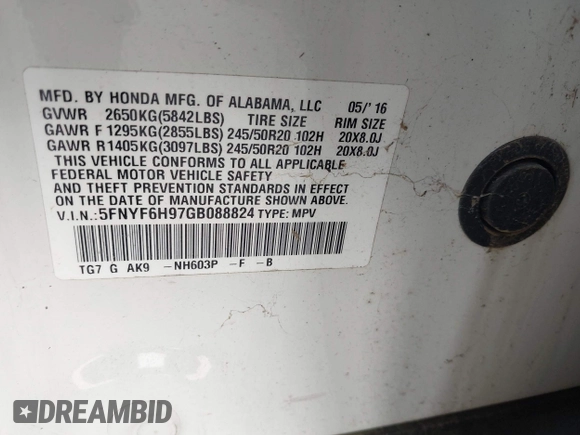 MFD. BY HONDA MFG. OF ALABAMA, LLC 05/' 16
GVWR 2650KG(5842LBS) TIRE SIZE RIM SIZE
GAWR F 1295KG(2855LBS) 245/50R20 102H 20X8.0J
GAWR R 1405KG(3097LBS) 245/50R20 102H 20X8.0J
THIS VEHICLE CONFORMS TO ALL APPLICABLE
FEDERAL MOTOR VEHICLE SAFETY
AND THEFT PREVENTION STANDARDS IN EFFECT
ON THE DATE OF MANUFACTURE SHOWN ABOVE.
V.I.N.: 5FNYF6H97GB088824 TYPE: MPV
TG7 G AK9 -NH603P -F -B
DREAMBID